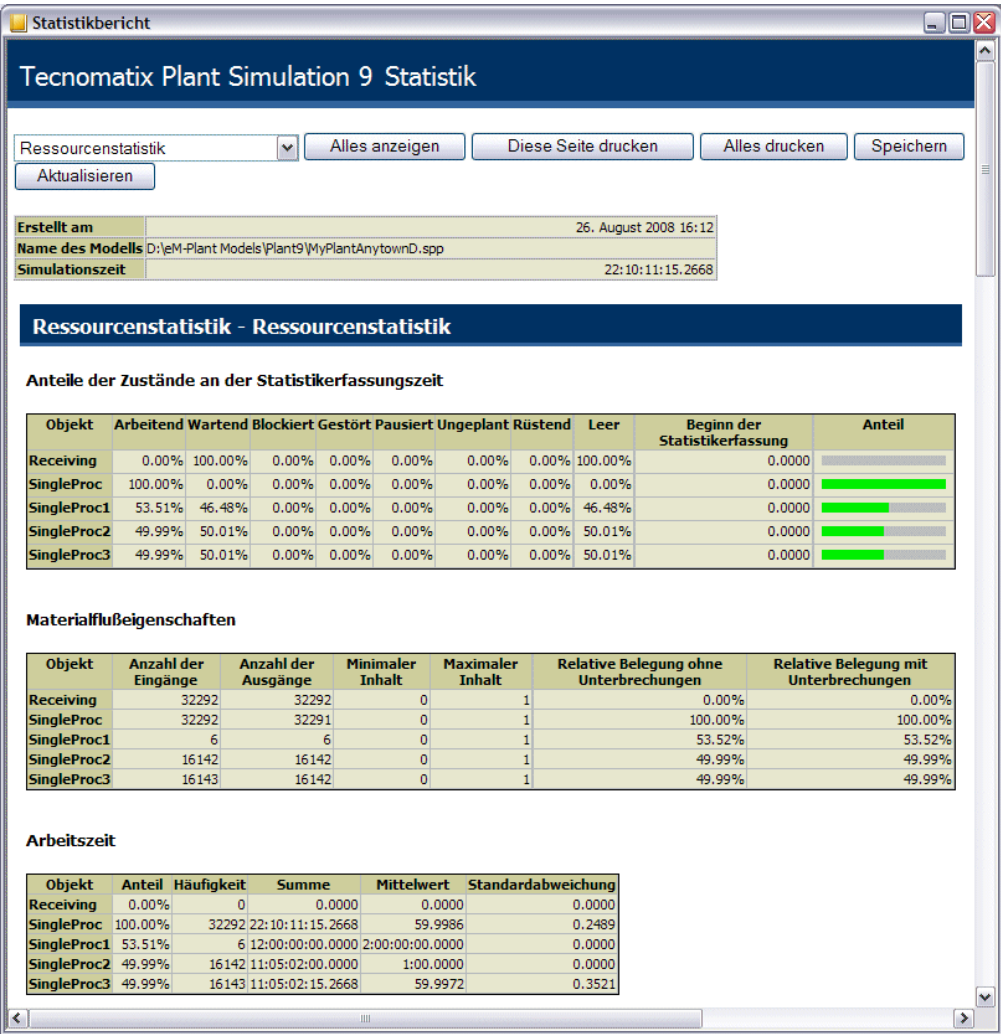 Statistikbericht
Tecnomatix Plant Simulation 9 Statistik
Ressourcenstatistik Alles anzeigen Diese Seite drucken Alles drucken Speichern
Aktualisieren
Erstellt am 26. August 2008 16:12
Name des Modells D:\eM-Plant Models\Plant9\MyPlantAnytownD.spp
Simulationszeit 22:10:11:15.2668
Ressourcenstatistik - Ressourcenstatistik
Anteile der Zustände an der Statistikerfassungszeit
Objekt Arbeitend Wartend Blockiert Gestört Pausiert Ungeplant Rüstend Leer Beginn der Statistikerfassung Anteil
Receiving 0.00% 100.00% 0.00% 0.00% 0.00% 0.00% 0.00% 100.00% 0.0000
SingleProc 100.00% 0.00% 0.00% 0.00% 0.00% 0.00% 0.00% 0.00% 0.0000
SingleProc1 53.51% 46.48% 0.00% 0.00% 0.00% 0.00% 0.00% 46.48% 0.0000
SingleProc2 49.99% 50.01% 0.00% 0.00% 0.00% 0.00% 0.00% 50.01% 0.0000
SingleProc3 49.99% 50.01% 0.00% 0.00% 0.00% 0.00% 0.00% 50.01% 0.0000
Materialflußeigenschaften
Objekt Anzahl der Eingänge Anzahl der Ausgänge Minimaler Inhalt Maximaler Inhalt Relative Belegung ohne Unterbrechungen Relative Belegung mit Unterbrechungen
Receiving 32292 32292 0 1 0.00% 0.00%
SingleProc 32292 32291 0 1 100.00% 100.00%
SingleProc1 6 6 0 1 53.52% 53.52%
SingleProc2 16142 16142 0 1 49.99% 49.99%
SingleProc3 16143 16142 0 1 49.99% 49.99%
Arbeitszeit
Objekt Anteil Häufigkeit Summe Mittelwert Standardabweichung
Receiving 0.00% 0 0.0000 0.0000 0.0000
SingleProc 100.00% 32292 22:10:11:15.2668 59.9986 0.2489
SingleProc1 53.51% 6 12:00:00:00.0000 2:00:00:00.0000 0.0000
SingleProc2 49.99% 16142 11:05:02:00.0000 1:00.0000 0.0000
SingleProc3 49.99% 16143 11:05:02:15.2668 59.9972 0.3521